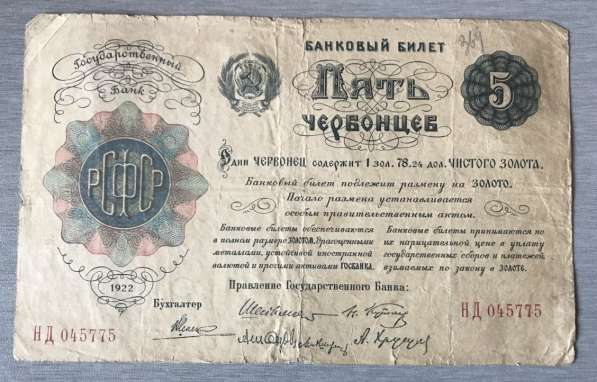 Государственный
Банк
БАНКОВЫЙ БИЛЕТ
ПЯТЬ
ЧЕРВОНЦЕВ
5
РСФСР
Один ЧЕРВОНЕЦ содержит 1 зол. 78,24 дол. ЧИСТОГО ЗОЛОТА.
Банковый билет подлежит размену на ЗОЛОТО.
Начало размена устанавливается
особым правительственным актом.
Банковые билеты обеспечиваются
в полном размере ЗОЛОТОМ, драгоценными
металлами, устойчивой иностранной
валютой и прочими активами ГОСБАНКА.
Банковые билеты принимаются по
их нарицательной цене в уплату
государственных сборов и платежей,
взимаемых по закону в ЗОЛОТЕ.
1922
Правление Государственного Банка:
Бухгалтер
НД 045775
НД 045775